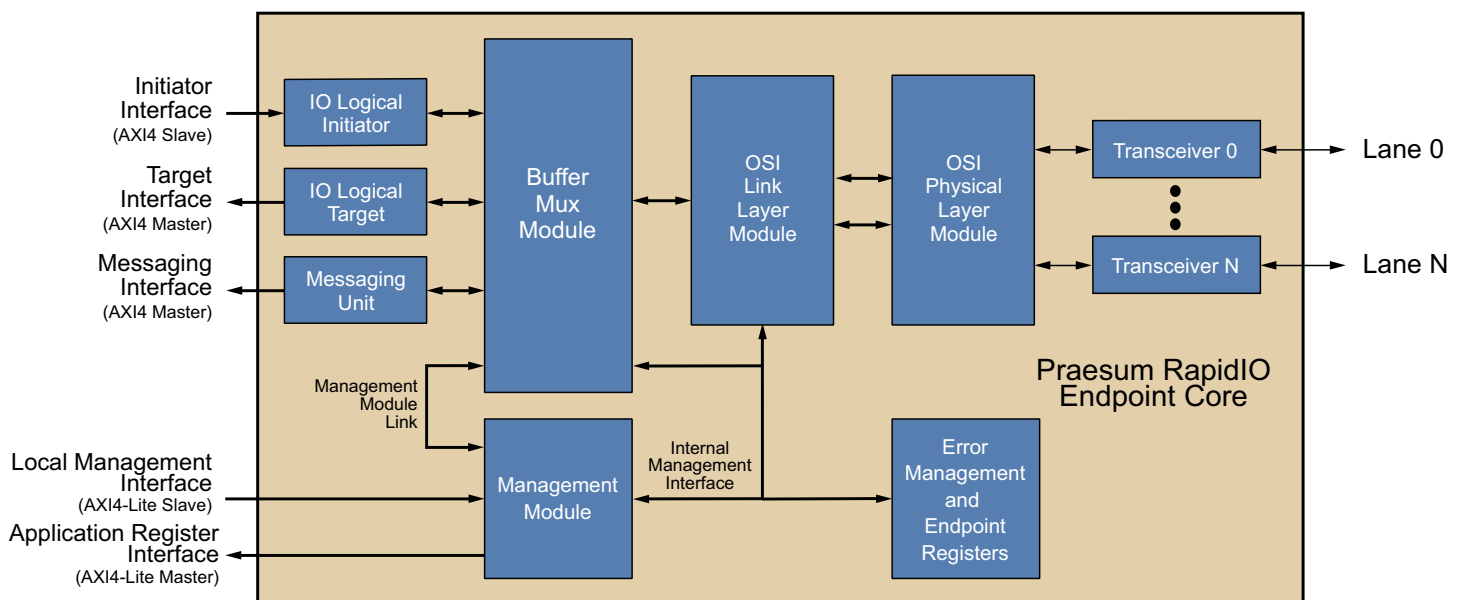 Initiator
Interface
(AXI4 Slave)
IO Logical
Initiator
Target
Interface
(AXI4 Master)
IO Logical
Target
Messaging
Interface
(AXI4 Master)
Messaging
Unit
Buffer
Mux
Module
OSI
Link
Layer
Module
OSI
Physical
Layer
Module
Transceiver 0
Lane 0
Transceiver N
Lane N
Praesum RapidIO
Endpoint Core
Management
Module
Link
Local Management
Interface
(AXI4-Lite Slave)
Application Register
Interface
(AXI4-Lite Master)
Management
Module
Internal
Management
Interface
Error
Management
and
Endpoint
Registers